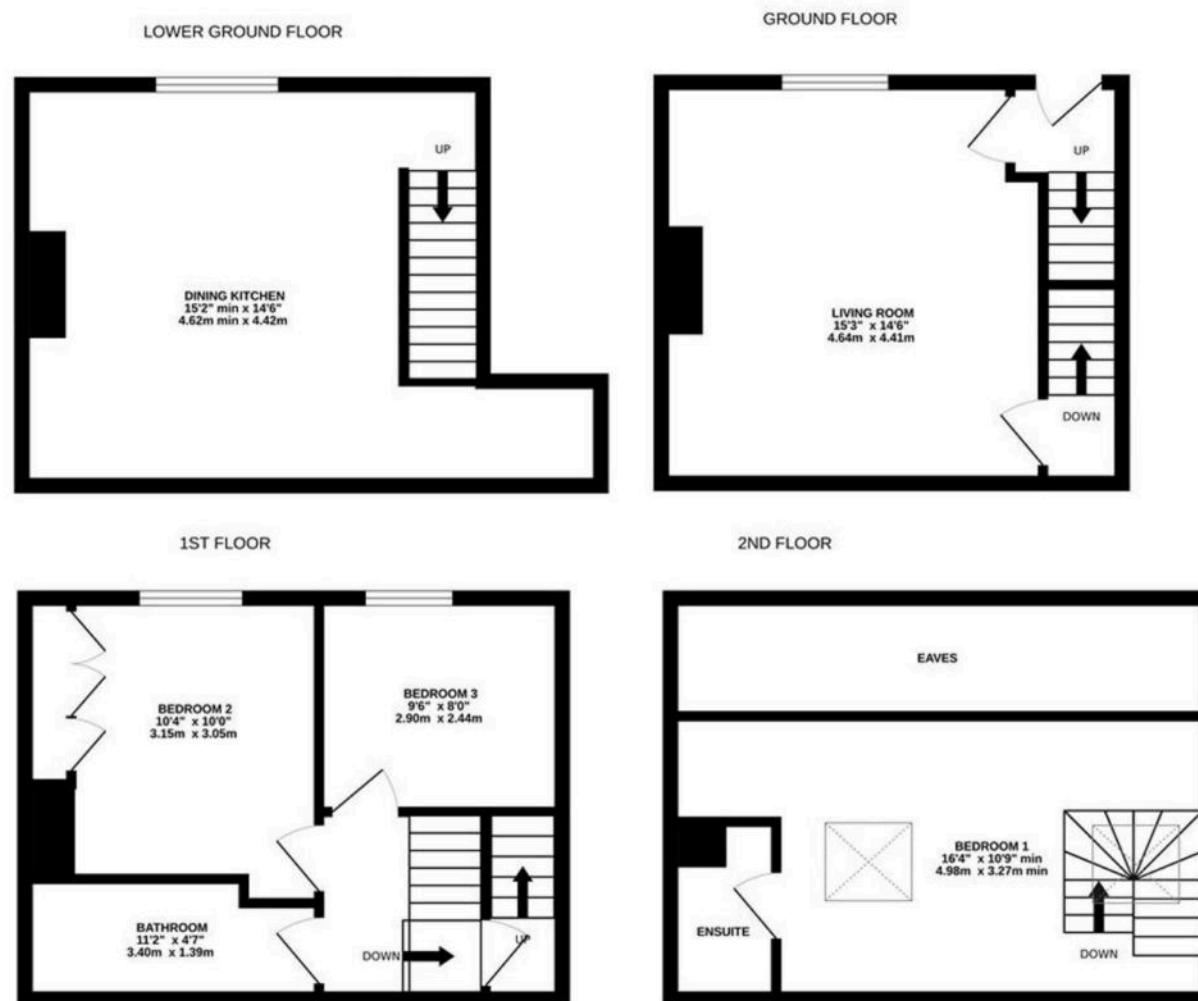 LOWER GROUND FLOOR
UP
DINING KITCHEN
15'2" min x 14'6"
4.62m min x 4.42m
GROUND FLOOR
UP
LIVING ROOM
15'3" x 14'6"
4.64m x 4.41m
DOWN
1ST FLOOR
BEDROOM 2
10'4" x 10'0"
3.15m x 3.05m
BEDROOM 3
9'6" x 8'0"
2.90m x 2.44m
BATHROOM
11'2" x 4'7"
3.40m x 1.39m
DOWN
UP
2ND FLOOR
EAVES
BEDROOM 1
16'4" x 10'9" min
4.98m x 3.27m min
ENSUITE
DOWN